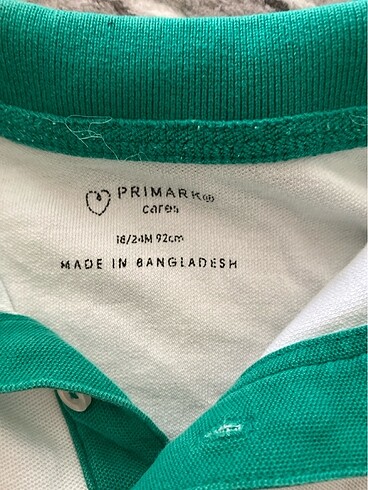 PRIMARK®
cares
18/24M 92cm
MADE IN BANGLADESH